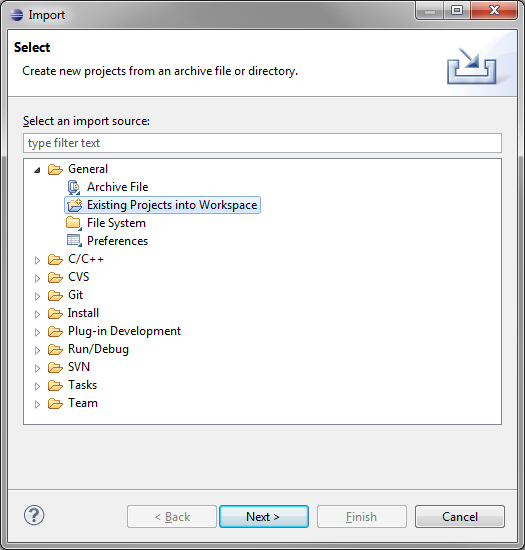 Import
Select
Create new projects from an archive file or directory.
Select an import source:
type filter text
General
Archive File
Existing Projects into Workspace
File System
Preferences
C/C++
CVS
Git
Install
Plug-in Development
Run/Debug
SVN
Tasks
Team
? < Back Next > Finish Cancel